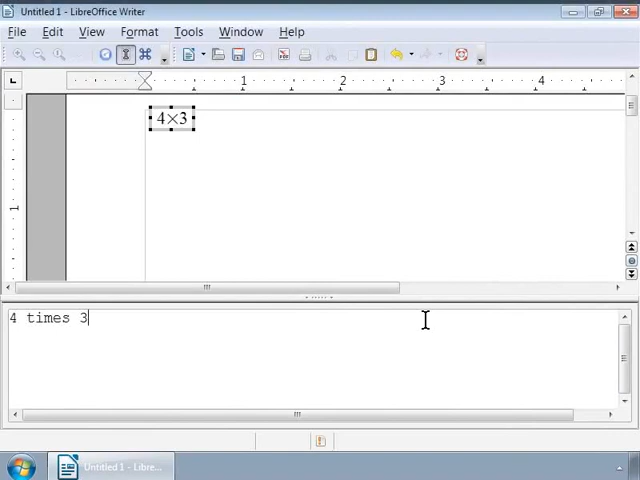 Untitled 1 - LibreOffice Writer
File Edit View Format Tools Window Help
1 2 3 4
4×3
1
4 times 3
Untitled 1 - Libre...